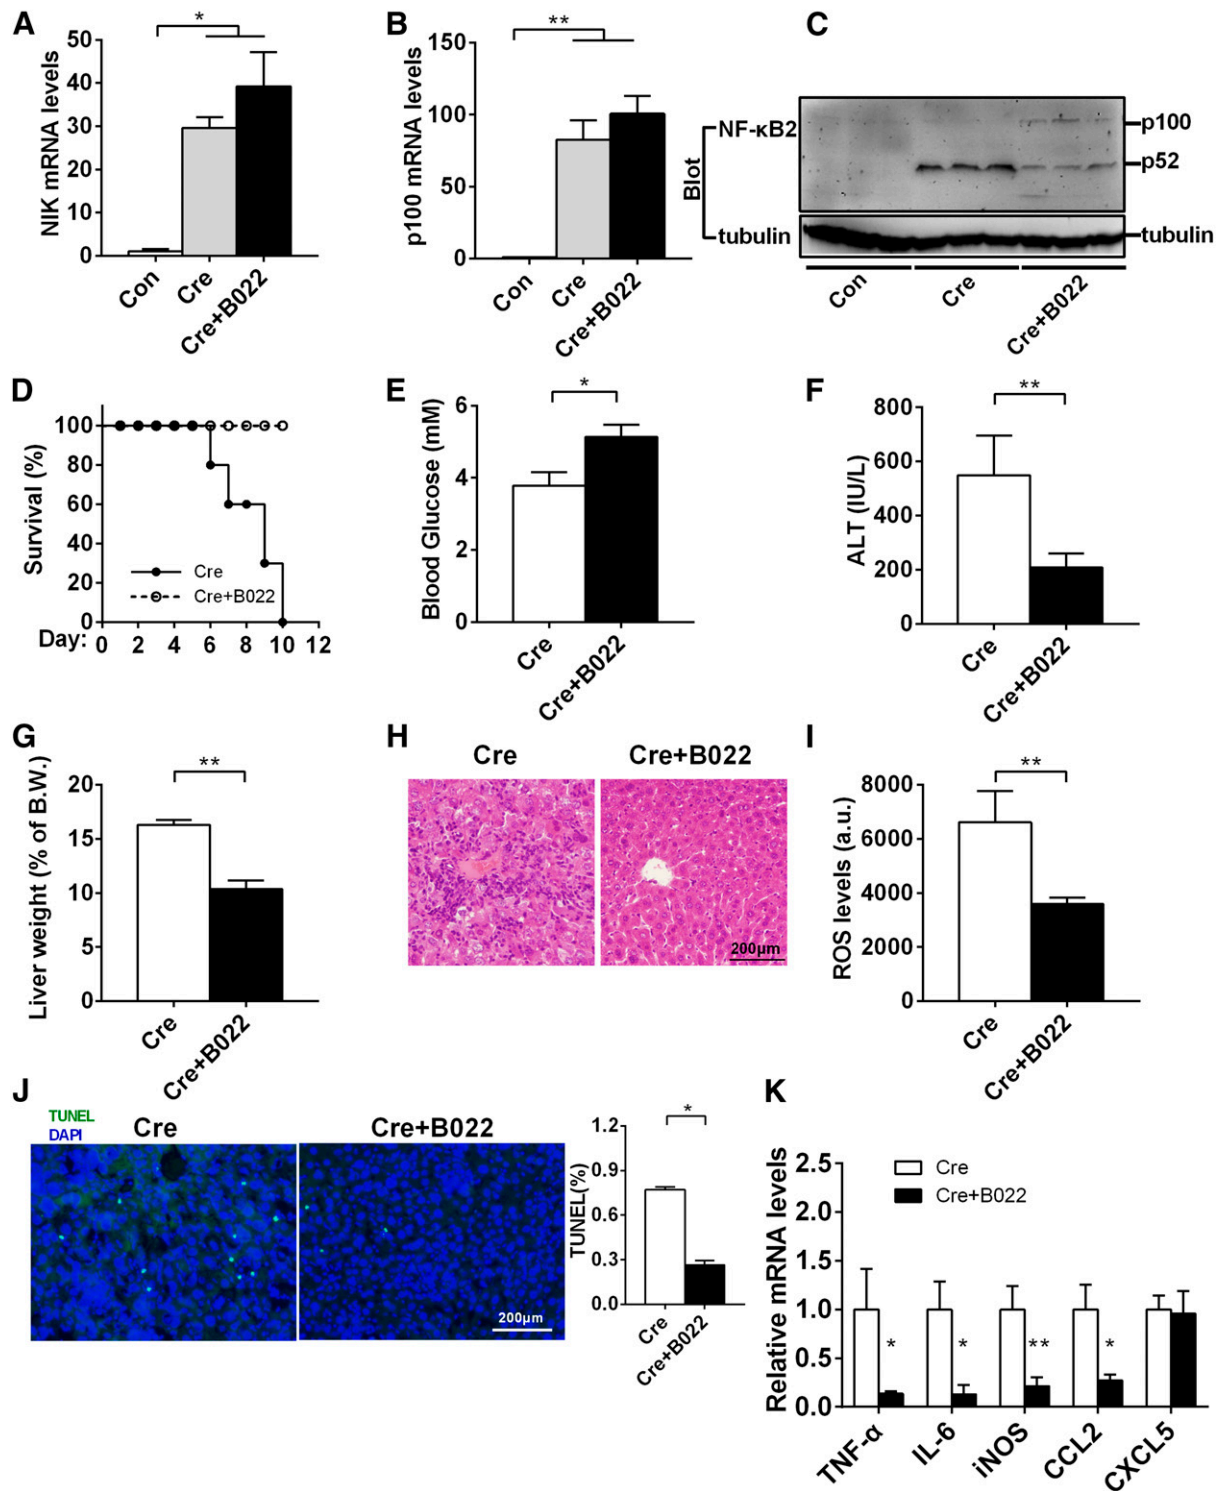 A
*
NIK mRNA levels
50
40
30
20
10
0
Con
Cre
Cre+B022
B
**
p100 mRNA levels
150
100
50
0
Con
Cre
Cre+B022
C
Blot
NF-κB2
tubulin
p100
p52
tubulin
Con
Cre
Cre+B022
D
Survival (%)
100
80
60
40
20
0
Cre
Cre+B022
Day: 0 2 4 6 8 10 12
E
*
Blood Glucose (mM)
6
4
2
0
Cre
Cre+B022
F
**
ALT (IU/L)
800
600
400
200
0
Cre
Cre+B022
G
**
Liver weight (% of B.W.)
20
15
10
5
0
Cre
Cre+B022
H
Cre
Cre+B022
200μm
I
**
ROS levels (a.u.)
8000
6000
4000
2000
0
Cre
Cre+B022
J
TUNEL
DAPI
Cre
Cre+B022
200μm
*
TUNEL(%)
1.2
0.9
0.6
0.3
0.0
Cre
Cre+B022
K
Relative mRNA levels
2.5
2.0
1.5
1.0
0.5
0.0
Cre
Cre+B022
* * ** *
TNF-α
IL-6
iNOS
CCL2
CXCL5